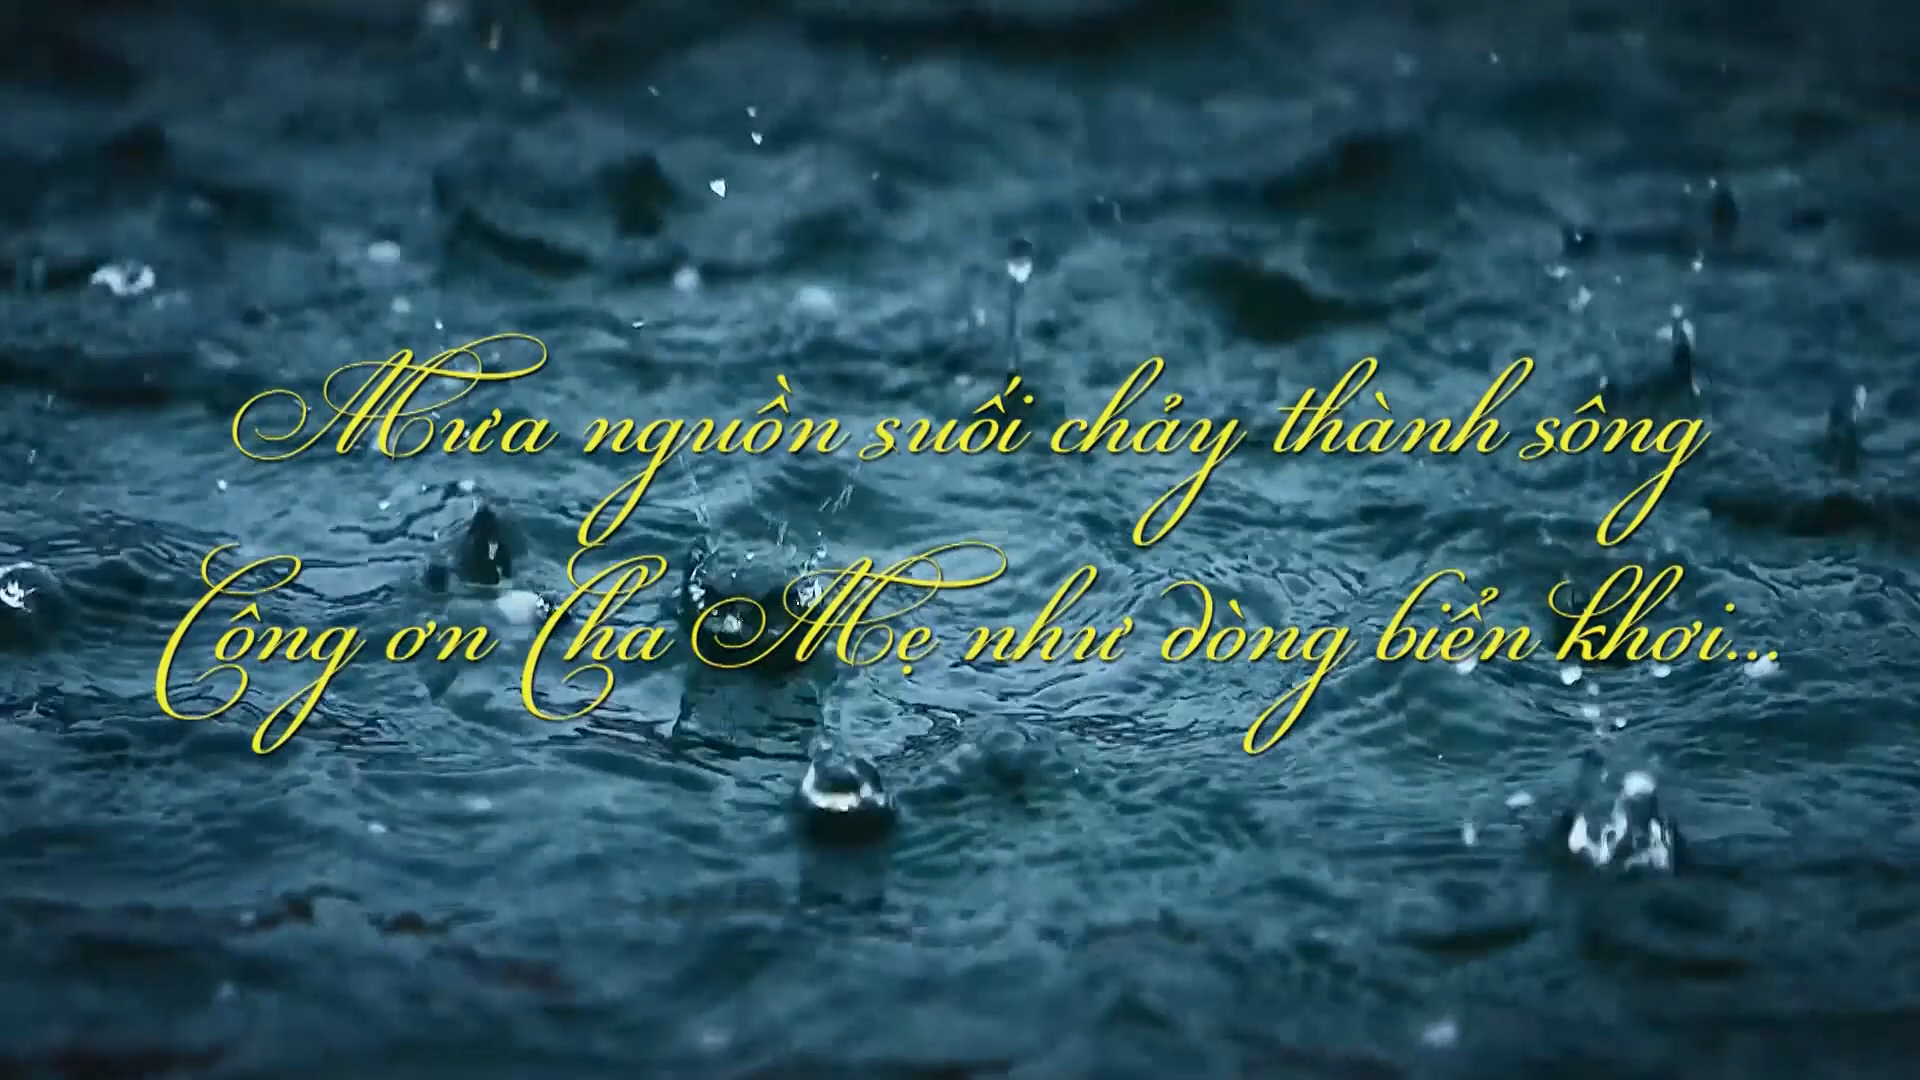 Mưa nguồn suối chảy thành sông
Công ơn Cha Mẹ như dòng biển khơi...